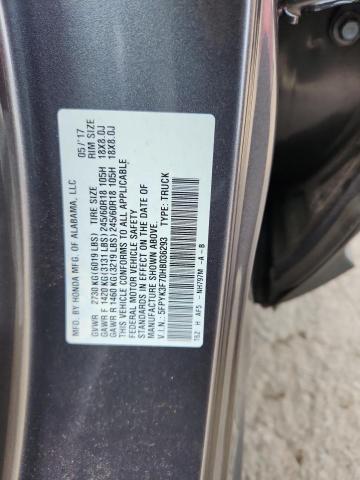 MFD. BY HONDA MFG. OF ALABAMA, LLC 05/'17
GVWR 2730 KG(6019 LBS) TIRE SIZE RIM SIZE
GAWR F 1420 KG(3131 LBS) 245/60R18 105H 18X8.0J
GAWR R 1460 KG(3219 LBS) 245/60R18 105H 18X8.0J
THIS VEHICLE CONFORMS TO ALL APPLICABLE
FEDERAL MOTOR VEHICLE SAFETY
STANDARDS IN EFFECT ON THE DATE OF
MANUFACTURE SHOWN ABOVE.
V.I.N.: 5FPYK3F70HB036293 TYPE: TRUCK
T6Z H AF5 - NH797M -A -B